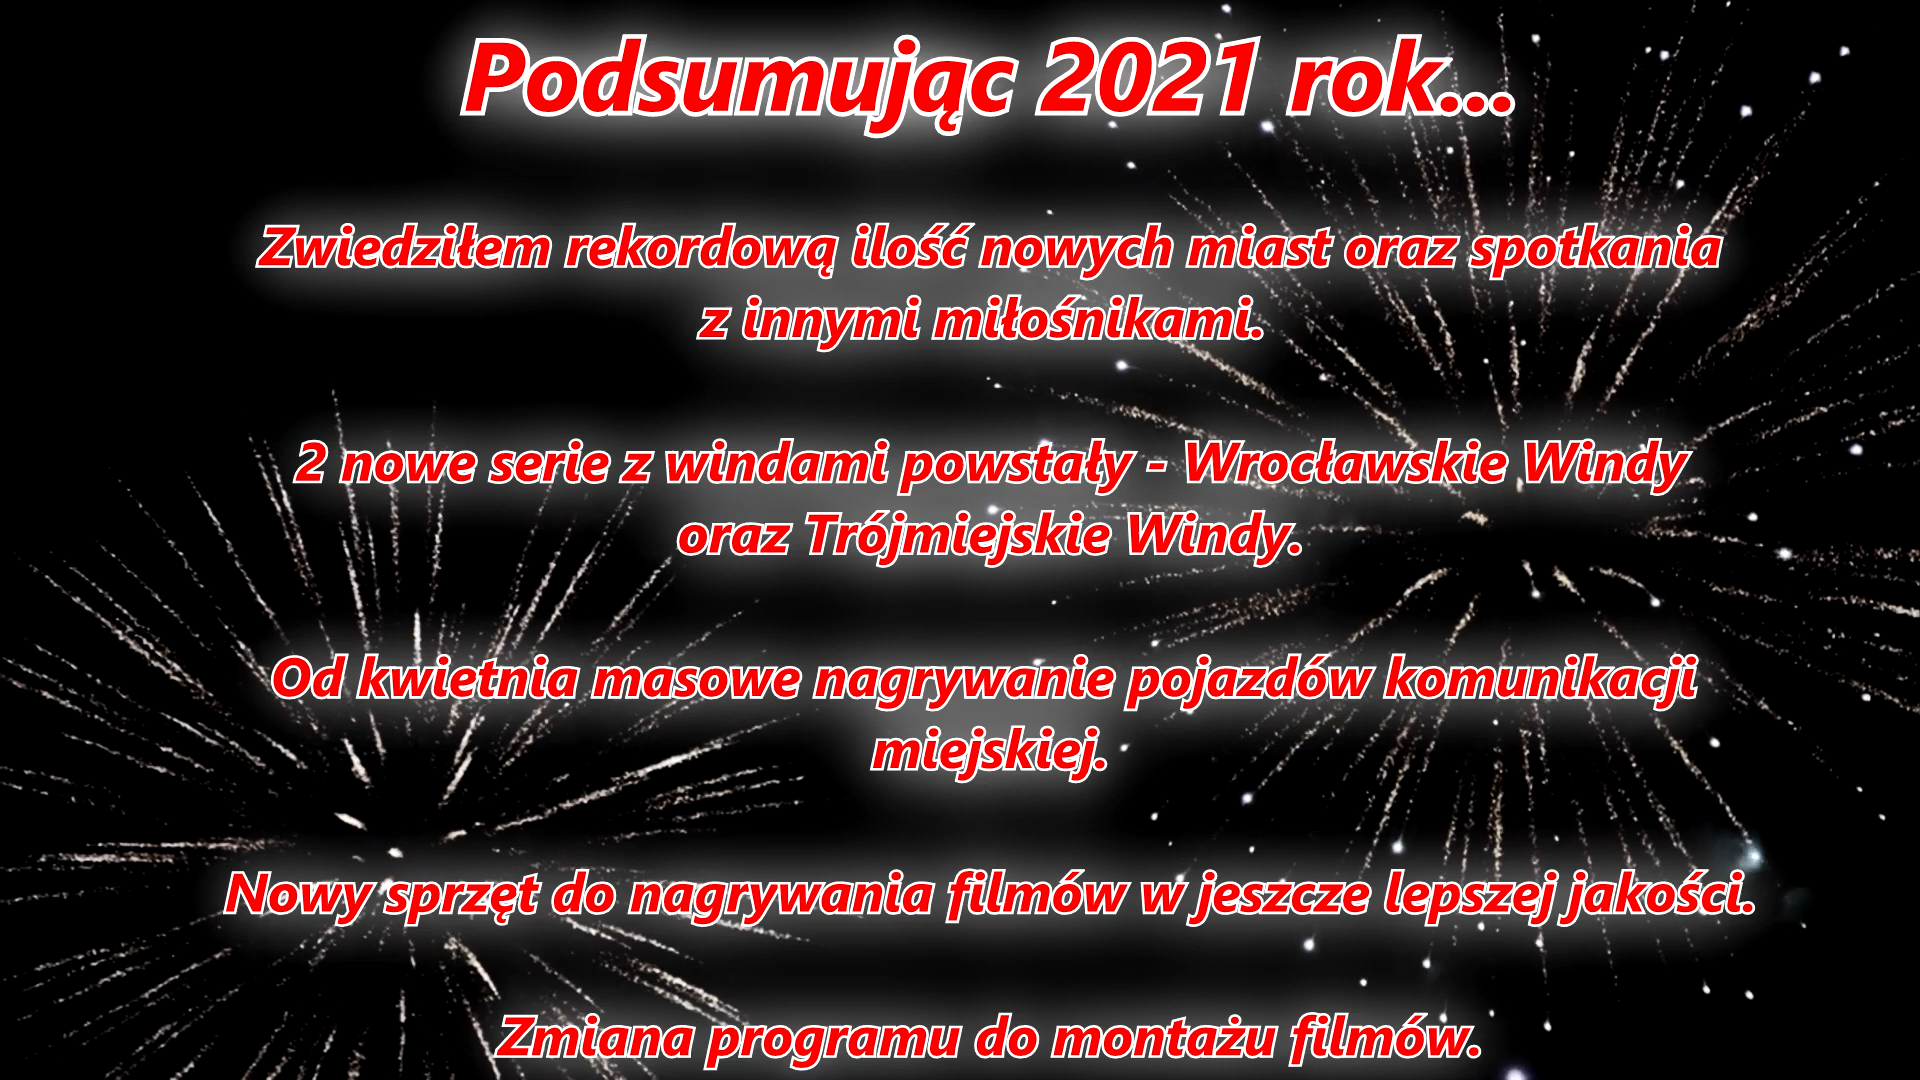 Podsumując 2021 rok...
Zwiedziłem rekordową ilość nowych miast oraz spotkania
z innymi miłośnikami.
2 nowe serie z windami powstały - Wrocławskie Windy
oraz Trójmiejskie Windy.
Od kwietnia masowe nagrywanie pojazdów komunikacji
miejskiej.
Nowy sprzęt do nagrywania filmów w jeszcze lepszej jakości.
Zmiana programu do montażu filmów.